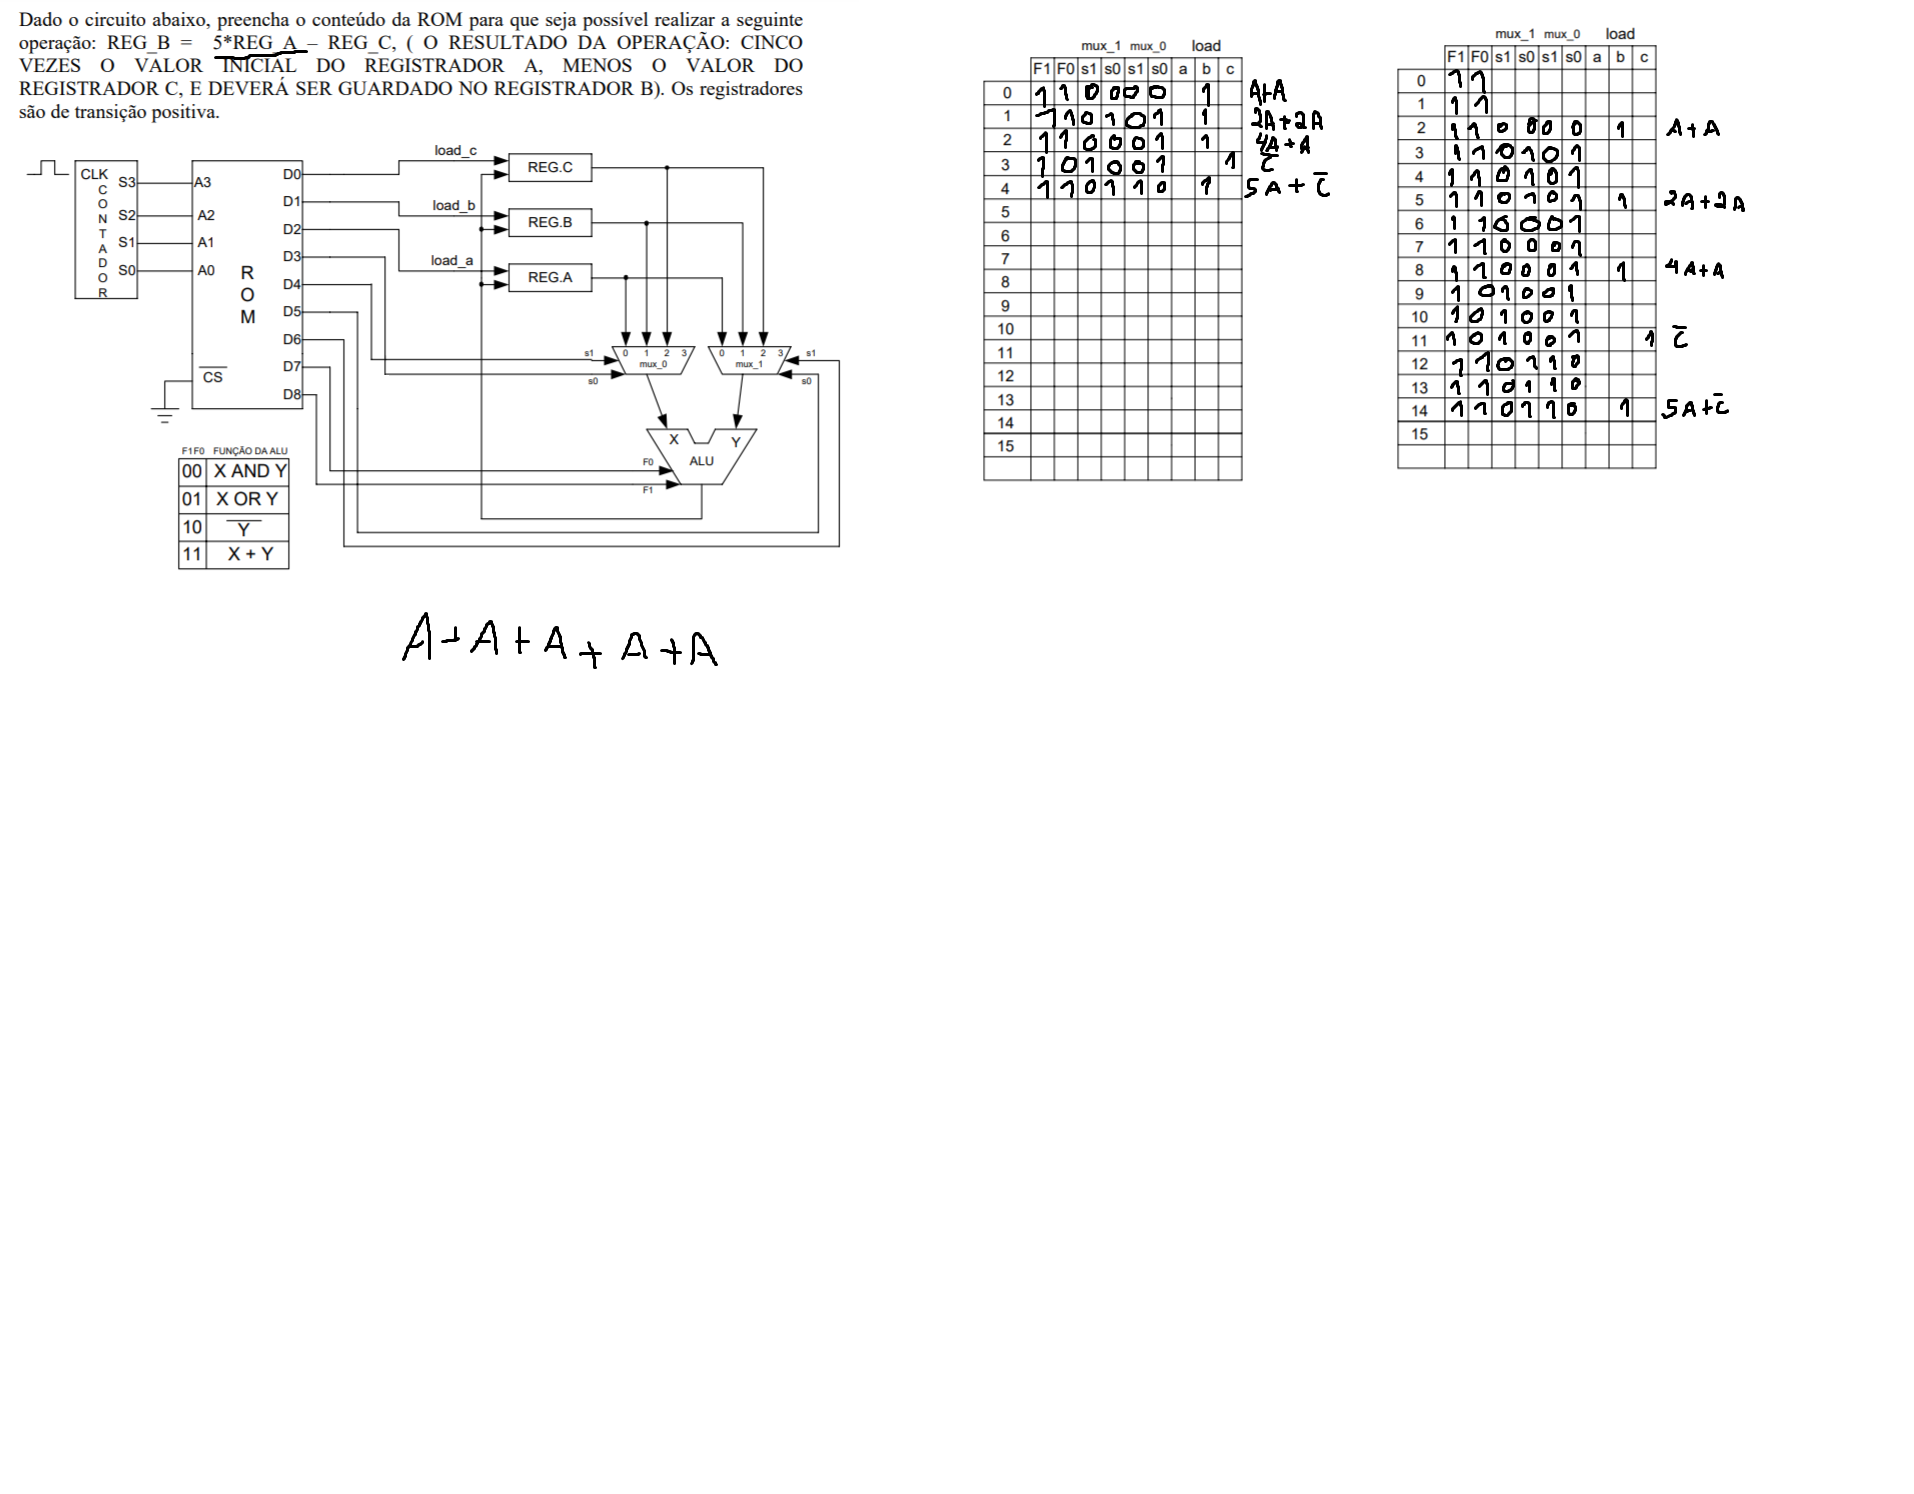 Dado o circuito abaixo, preencha o conteúdo da ROM para que seja possível realizar a seguinte
operação: REG_B = 5*REG_A – REG_C, ( O RESULTADO DA OPERAÇÃO: CINCO
VEZES O VALOR INICIAL DO REGISTRADOR A, MENOS O VALOR DO
REGISTRADOR C, E DEVERÁ SER GUARDADO NO REGISTRADOR B). Os registradores
são de transição positiva.
CLK
CONTADOR
S3
S2
S1
S0
A3
A2
A1
A0
ROM
CS
D0
D1
D2
D3
D4
D5
D6
D7
D8
load_c
load_b
load_a
REG.C
REG.B
REG.A
s1
s0
0 1 2 3
mux_0
0 1 2 3
mux_1
s1
s0
X
Y
ALU
F0
F1
F1F0 FUNÇÃO DA ALU
00 X AND Y
01 X OR Y
10 Y̅
11 X + Y
A+A+A+A+A
mux_1 mux_0 load
F1 F0 s1 s0 s1 s0 a b c
0 1 1 0 0 0 0 1 A+A
1 1 1 0 1 0 1 1 2A+2A
2 1 1 0 0 0 1 1 4A+A
3 1 0 1 0 0 1 1 C̅
4 1 1 0 1 1 0 1 5A+C̅
5
6
7
8
9
10
11
12
13
14
15
mux_1 mux_0 load
F1 F0 s1 s0 s1 s0 a b c
0 1 1
1 1 1
2 1 1 0 0 0 0 1 A+A
3 1 1 0 1 0 1
4 1 1 0 1 0 1
5 1 1 0 1 0 1 1 2A+2A
6 1 1 0 0 0 1
7 1 1 0 0 0 1
8 1 1 0 0 0 1 1 4A+A
9 1 0 1 0 0 1
10 1 0 1 0 0 1
11 1 0 1 0 0 1 1 C̅
12 1 1 0 1 1 0
13 1 1 0 1 1 0
14 1 1 0 1 1 0 1 5A+C̅
15